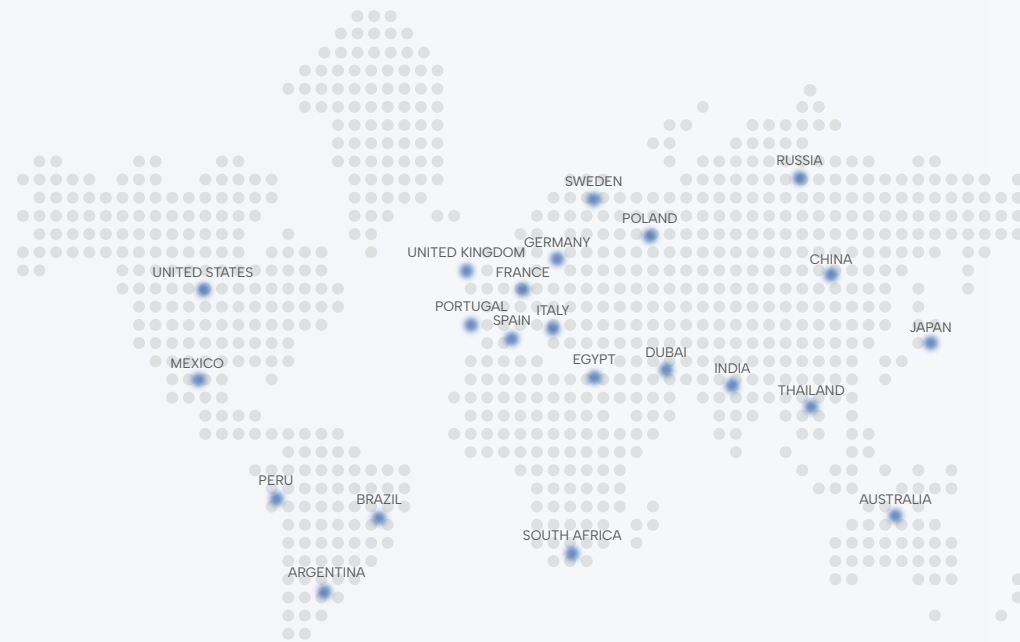 RUSSIA
SWEDEN
POLAND
GERMANY
UNITED KINGDOM
CHINA
UNITED STATES
FRANCE
PORTUGAL
ITALY
SPAIN
JAPAN
DUBAI
EGYPT
MEXICO
INDIA
THAILAND
PERU
BRAZIL
AUSTRALIA
SOUTH AFRICA
ARGENTINA